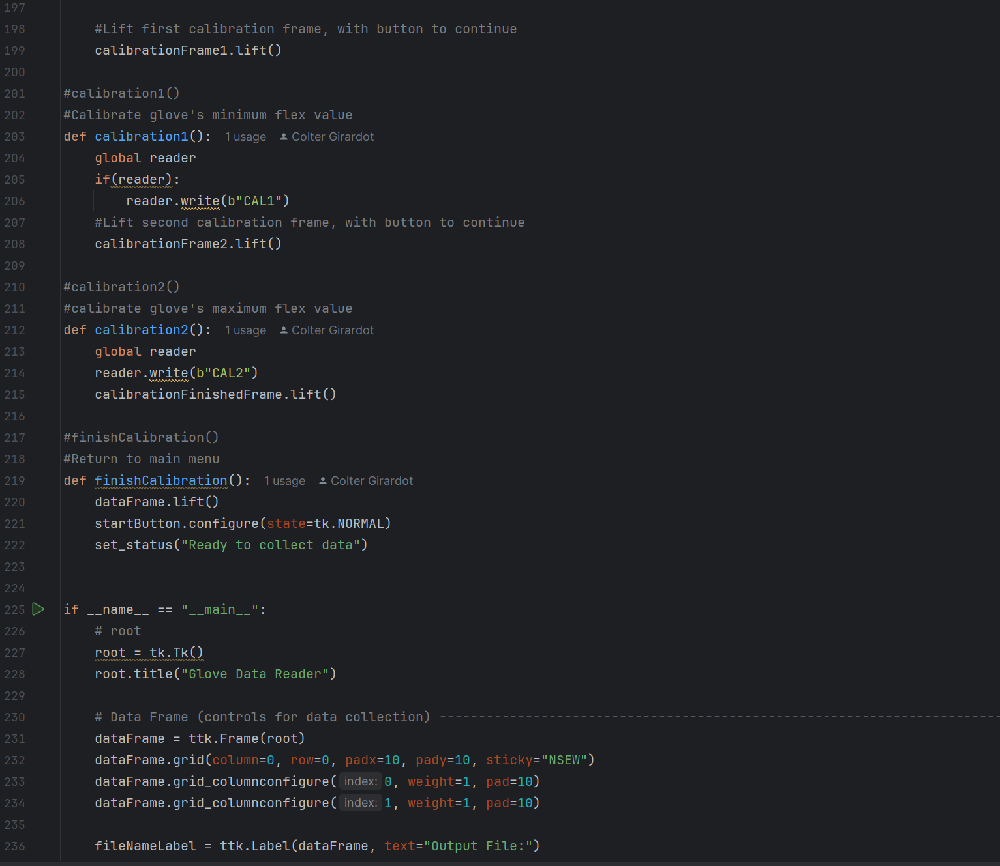 197
198 #Lift first calibration frame, with button to continue
199 calibrationFrame1.lift()
200
201 #calibration1()
202 #Calibrate glove's minimum flex value
203 def calibration1(): 1 usage Colter Girardot
204 global reader
205 if(reader):
206 reader.write(b"CAL1")
207 #Lift second calibration frame, with button to continue
208 calibrationFrame2.lift()
209
210 #calibration2()
211 #calibrate glove's maximum flex value
212 def calibration2(): 1 usage Colter Girardot
213 global reader
214 reader.write(b"CAL2")
215 calibrationFinishedFrame.lift()
216
217 #finishCalibration()
218 #Return to main menu
219 def finishCalibration(): 1 usage Colter Girardot
220 dataFrame.lift()
221 startButton.configure(state=tk.NORMAL)
222 set_status("Ready to collect data")
223
224
225 if __name__ == "__main__":
226 # root
227 root = tk.Tk()
228 root.title("Glove Data Reader")
229
230 # Data Frame (controls for data collection) ------------------------------------------------------------------------
231 dataFrame = ttk.Frame(root)
232 dataFrame.grid(column=0, row=0, padx=10, pady=10, sticky="NSEW")
233 dataFrame.grid_columnconfigure(index: 0, weight=1, pad=10)
234 dataFrame.grid_columnconfigure(index: 1, weight=1, pad=10)
235
236 fileNameLabel = ttk.Label(dataFrame, text="Output File:")